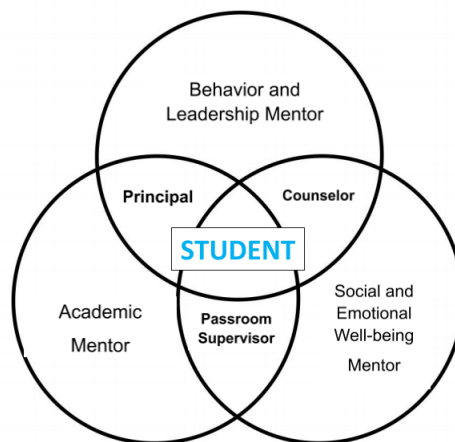 Behavior and
Leadership Mentor
Principal
Counselor
STUDENT
Academic
Mentor
Passroom
Supervisor
Social and
Emotional
Well-being
Mentor